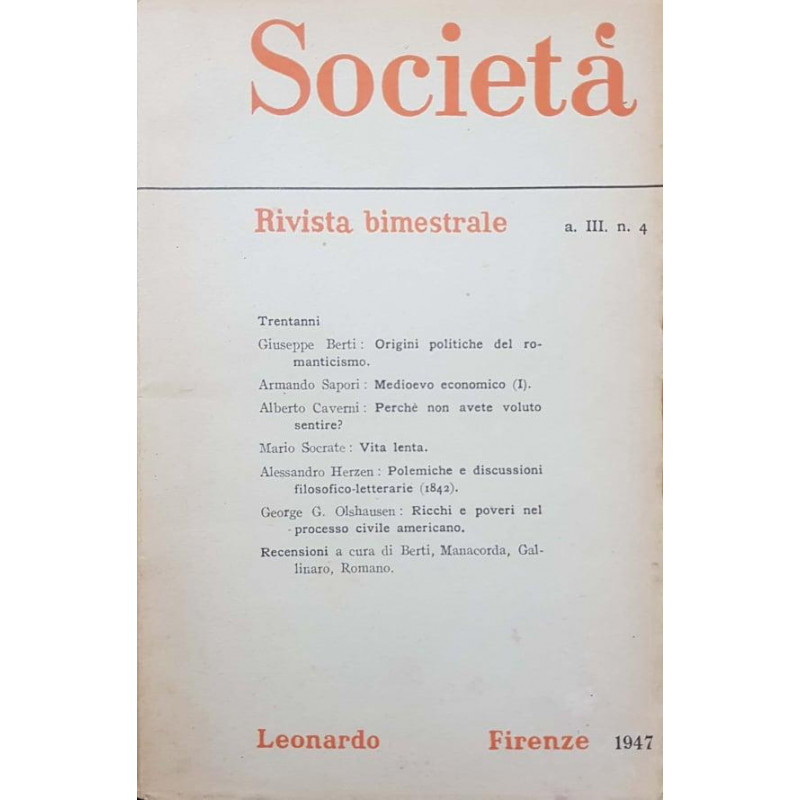 Società
Rivista bimestrale a. III. n. 4
Trentanni
Giuseppe Berti : Origini politiche del ro-
manticismo.
Armando Sapori : Medioevo economico (I).
Alberto Caverni : Perchè non avete voluto
sentire?
Mario Socrate : Vita lenta.
Alessandro Herzen : Polemiche e discussioni
filosofico-letterarie (1842).
George G. Olshausen : Ricchi e poveri nel
processo civile americano.
Recensioni a cura di Berti, Manacorda, Gal-
linaro, Romano.
Leonardo Firenze 1947